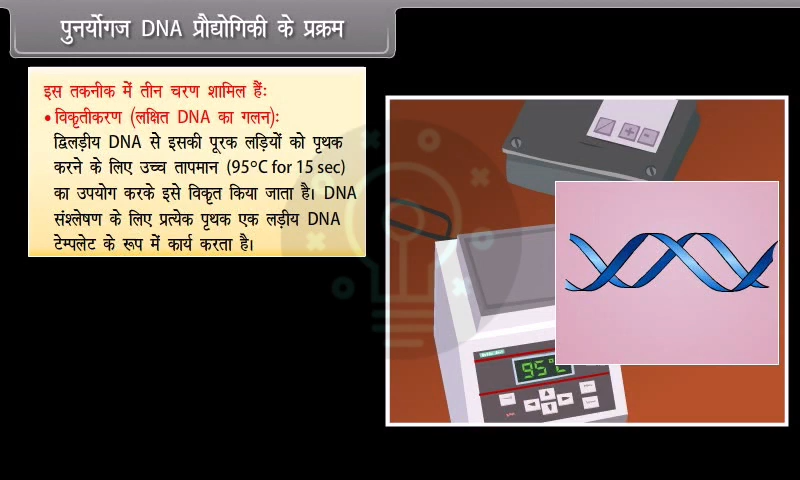 पुनर्योगज DNA प्रौद्योगिकी के प्रक्रम
इस तकनीक में तीन चरण शामिल हैं:
• विकृतीकरण (लक्षित DNA का गलन):
द्विलड़ीय DNA से इसकी पूरक लड़ियों को पृथक
करने के लिए उच्च तापमान (95°C for 15 sec)
का उपयोग करके इसे विकृत किया जाता है। DNA
संश्लेषण के लिए प्रत्येक पृथक एक लड़ीय DNA
टेम्पलेट के रूप में कार्य करता है।
95°C